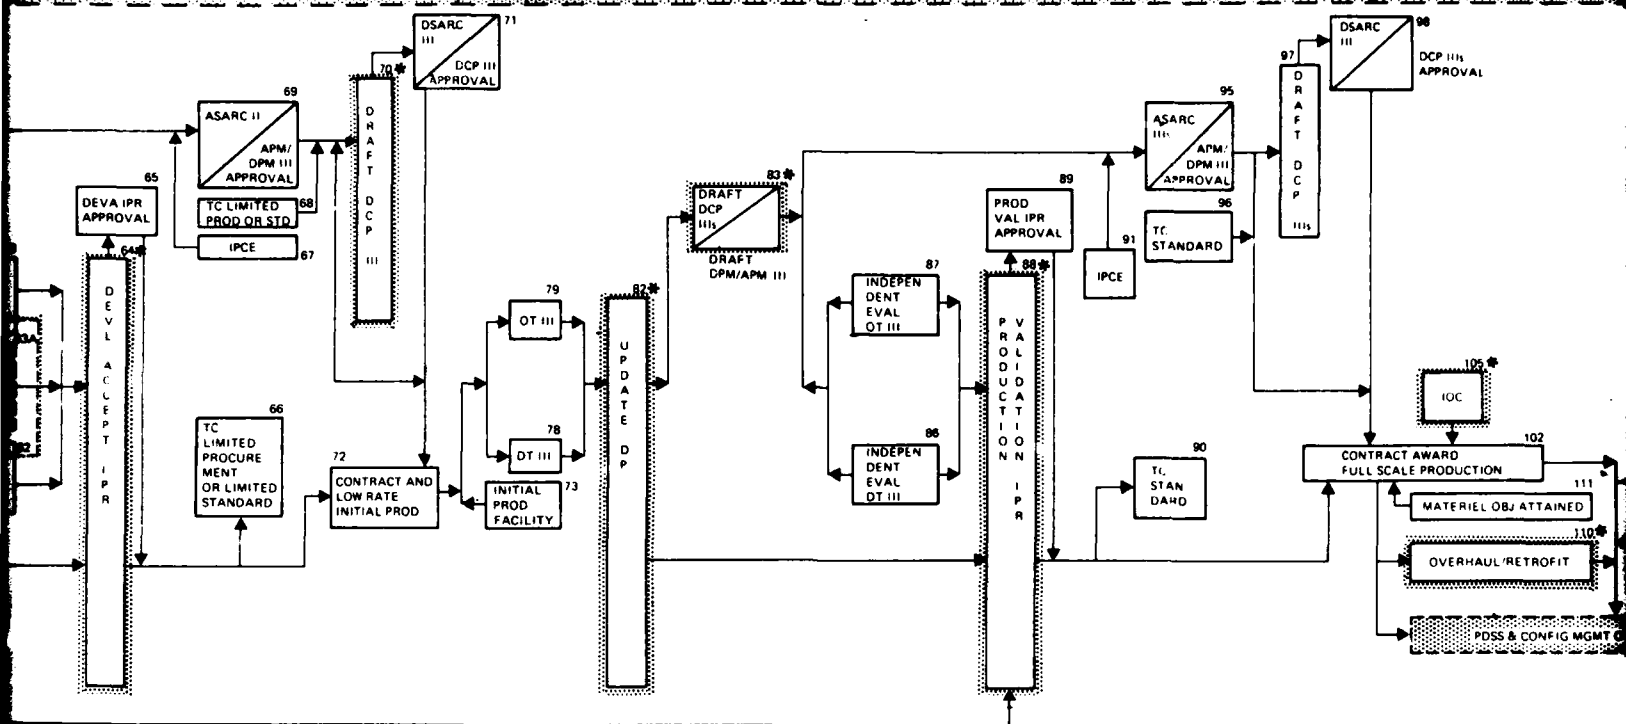 71
DSARC
III
DCP III
APPROVAL
70*
DRAFT DCP III
69
ASARC II
APM/
DPM III
APPROVAL
TC LIMITED
PROD OR STD
68
IPCE
67
65
DEVA IPR
APPROVAL
64*
DEVL ACCEPT IPR
66
TC
LIMITED
PROCURE
MENT
OR LIMITED
STANDARD
72
CONTRACT AND
LOW RATE
INITIAL PROD
79
OT III
78
DT III
73
INITIAL
PROD
FACILITY
82*
UPDATE DP
83*
DRAFT
DCP
IIIs
DRAFT
DPM/APM III
87
INDEPEN
DENT
EVAL
OT III
86
INDEPEN
DENT
EVAL
DT III
89
PROD
VAL IPR
APPROVAL
88*
PRODUCTION
VALIDATION IPR
91
IPCE
95
ASARC
IIIs
APM/
DPM III
APPROVAL
96
TC
STANDARD
97
DRAFT DCP IIIs
98
DSARC
III
DCP IIIs
APPROVAL
90
TC
STAN
DARD
105*
IOC
102
CONTRACT AWARD
FULL SCALE PRODUCTION
111
MATERIEL OBJ ATTAINED
110*
OVERHAUL/RETROFIT
PDSS & CONFIG MGMT